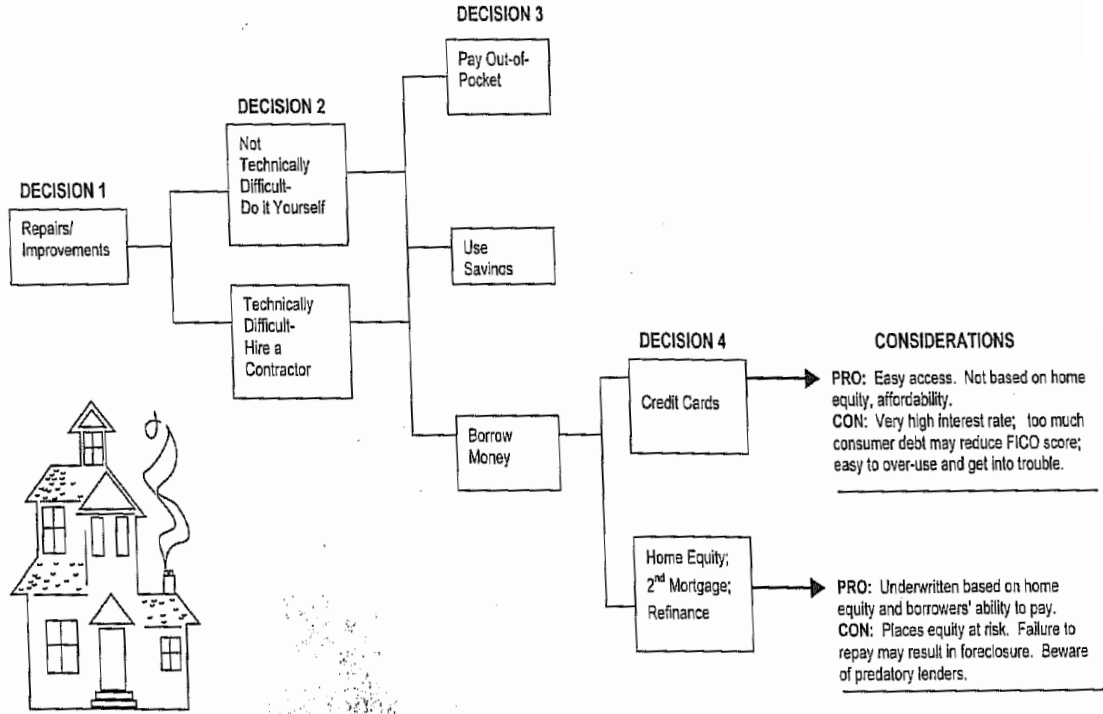 DECISION 1
Repairs/
Improvements
DECISION 2
Not
Technically
Difficult-
Do it Yourself
Technically
Difficult-
Hire a
Contractor
DECISION 3
Pay Out-of-
Pocket
Use
Savings
Borrow
Money
DECISION 4
Credit Cards
Home Equity;
2nd Mortgage;
Refinance
CONSIDERATIONS
PRO: Easy access. Not based on home
equity, affordability.
CON: Very high interest rate; too much
consumer debt may reduce FICO score;
easy to over-use and get into trouble.
PRO: Underwritten based on home
equity and borrowers' ability to pay.
CON: Places equity at risk. Failure to
repay may result in foreclosure. Beware
of predatory lenders.